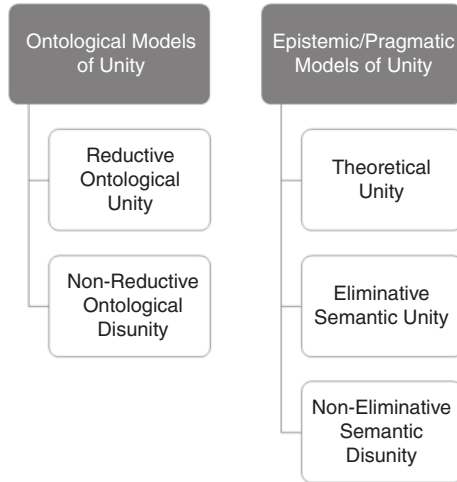 Ontological Models
of Unity
Reductive
Ontological
Unity
Non-Reductive
Ontological
Disunity
Epistemic/Pragmatic
Models of Unity
Theoretical
Unity
Eliminative
Semantic Unity
Non-Eliminative
Semantic
Disunity